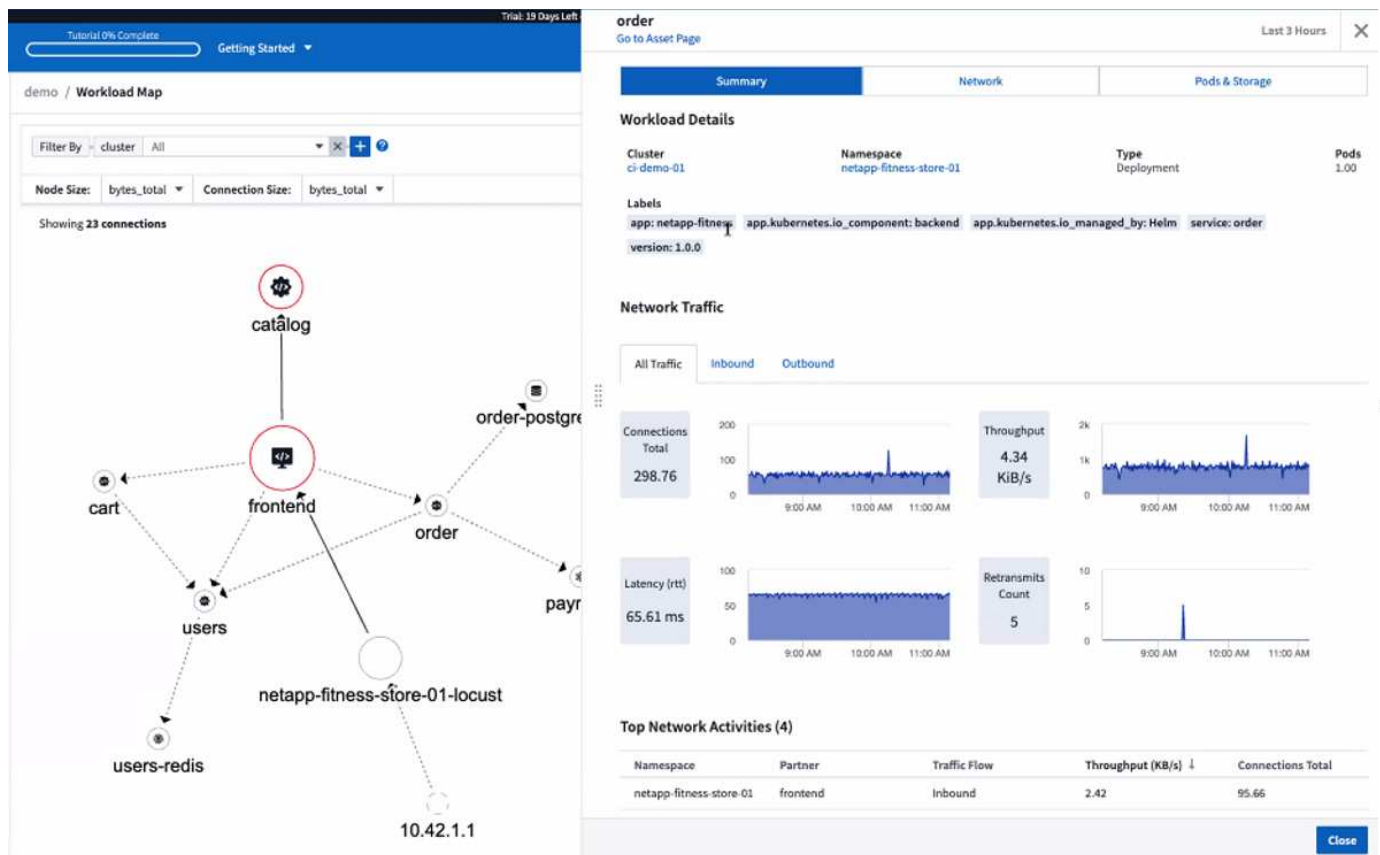 Trial: 19 Days Left
Tutorial 0% Complete
Getting Started
demo / Workload Map
Filter By
cluster
All
Node Size: bytes_total
Connection Size: bytes_total
Showing 23 connections
catalog
order-postgre
frontend
cart
order
users
payr
netapp-fitness-store-01-locust
users-redis
10.42.1.1
order
Go to Asset Page
Last 3 Hours
Summary
Network
Pods & Storage
Workload Details
Cluster
Namespace
Type
Pods
ci-demo-01
netapp-fitness-store-01
Deployment
1.00
Labels
app: netapp-fitness app.kubernetes.io_component: backend app.kubernetes.io_managed_by: Helm service: order
version: 1.0.0
Network Traffic
All Traffic
Inbound
Outbound
Connections
Total
298.76
200
100
0
9:00 AM 10:00 AM 11:00 AM
Throughput
4.34
KiB/s
2k
1k
0
9:00 AM 10:00 AM 11:00 AM
Latency (rtt)
65.61 ms
100
50
0
9:00 AM 10:00 AM 11:00 AM
Retransmits
Count
5
10
5
0
9:00 AM 10:00 AM 11:00 AM
Top Network Activities (4)
Namespace Partner Traffic Flow Throughput (KB/s) ↓ Connections Total
netapp-fitness-store-01 frontend Inbound 2.42 95.66
Close